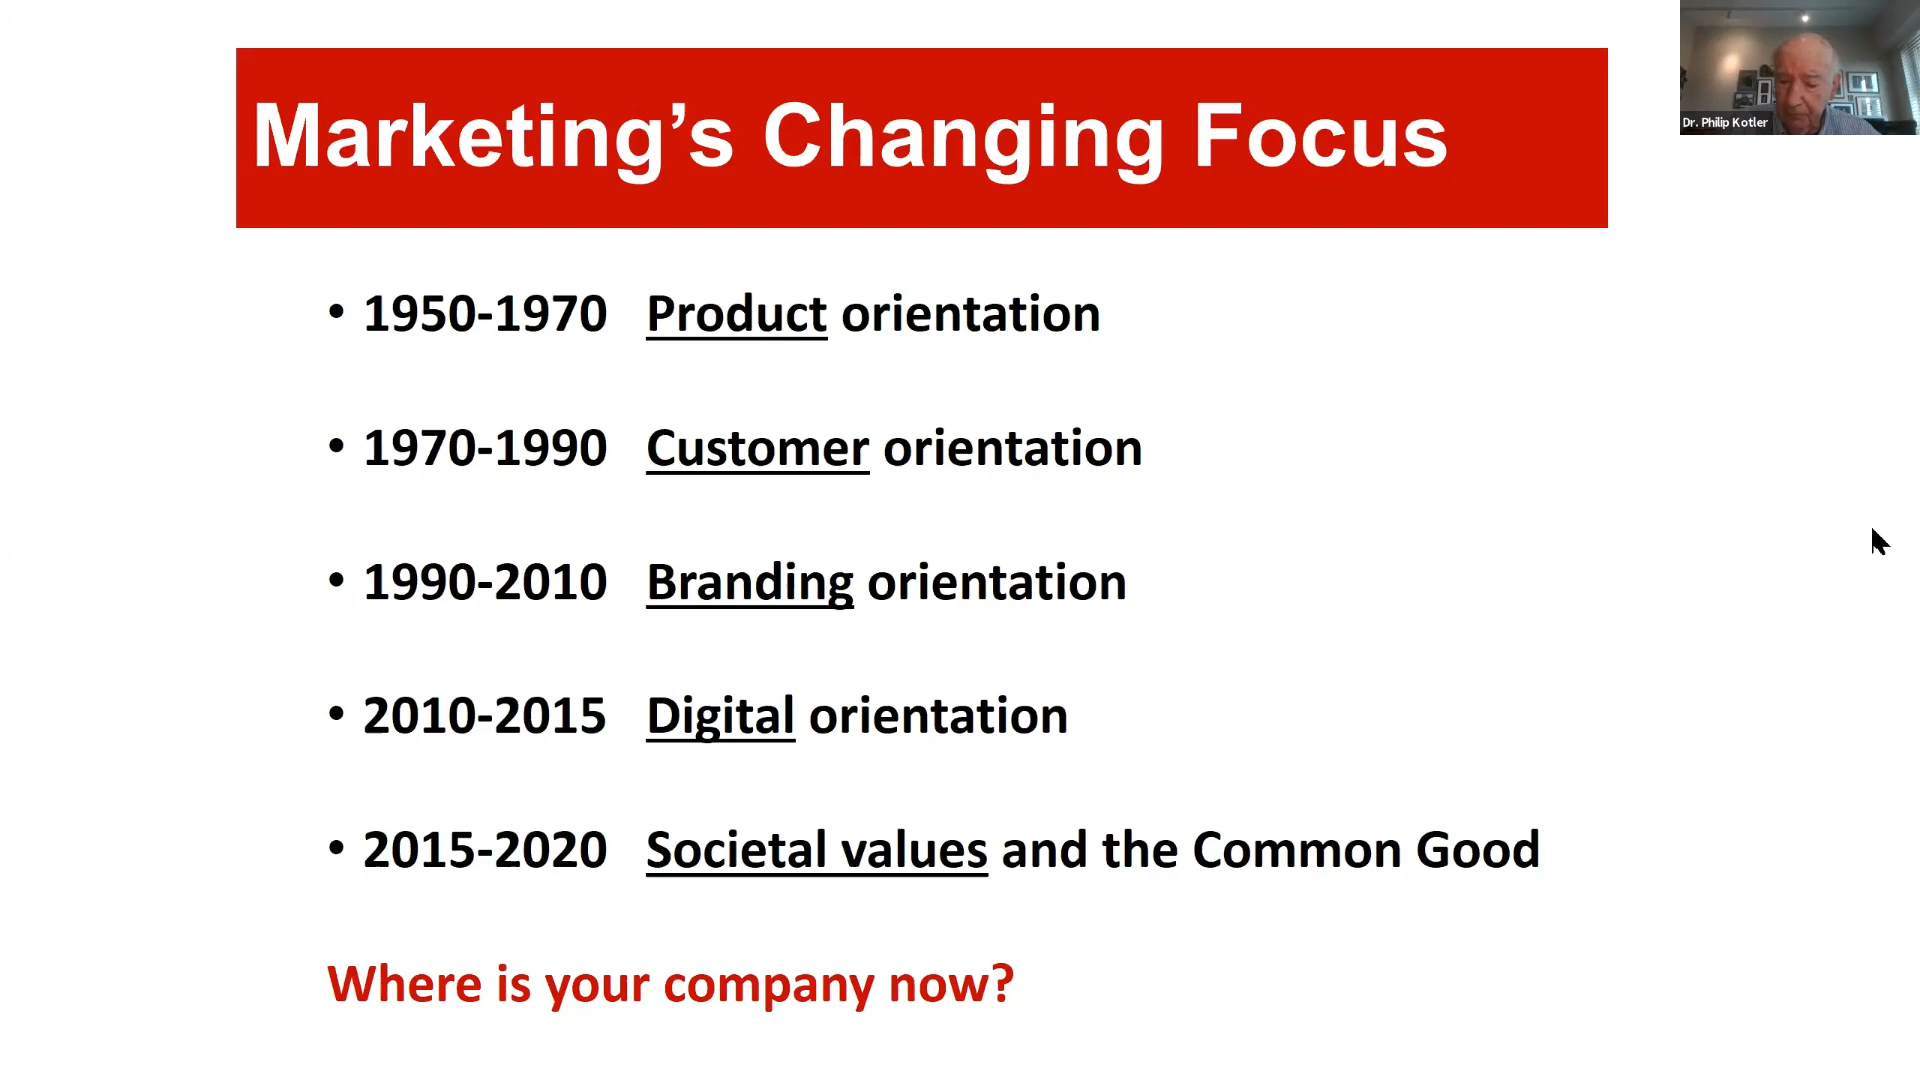 Marketing’s Changing Focus
Dr. Philip Kotler
• 1950-1970 Product orientation
• 1970-1990 Customer orientation
• 1990-2010 Branding orientation
• 2010-2015 Digital orientation
• 2015-2020 Societal values and the Common Good
Where is your company now?